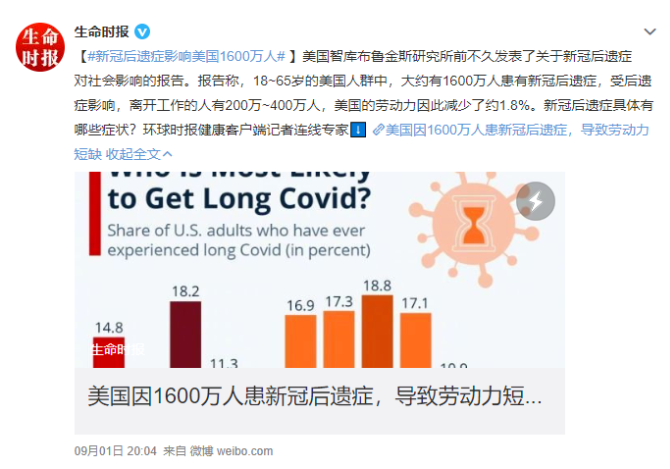 生命时报
生命时报
【#新冠后遗症影响美国1600万人# 】美国智库布鲁金斯研究所前不久发表了关于新冠后遗症
对社会影响的报告。报告称，18~65岁的美国人群中，大约有1600万人患有新冠后遗症，受后遗
症影响，离开工作的人有200万~400万人，美国的劳动力因此减少了约1.8%。新冠后遗症具体有
哪些症状？环球时报健康客户端记者连线专家⬇️ 美国因1600万人患新冠后遗症，导致劳动力
短缺 收起全文
Who Is Most Likely
to Get Long Covid?
Share of U.S. adults who have ever
experienced long Covid (in percent)
14.8
18.2
11.3
16.9
17.3
18.8
17.1
10.9
生命时报
美国因1600万人患新冠后遗症，导致劳动力短...
09月01日 20:04 来自 微博 weibo.com